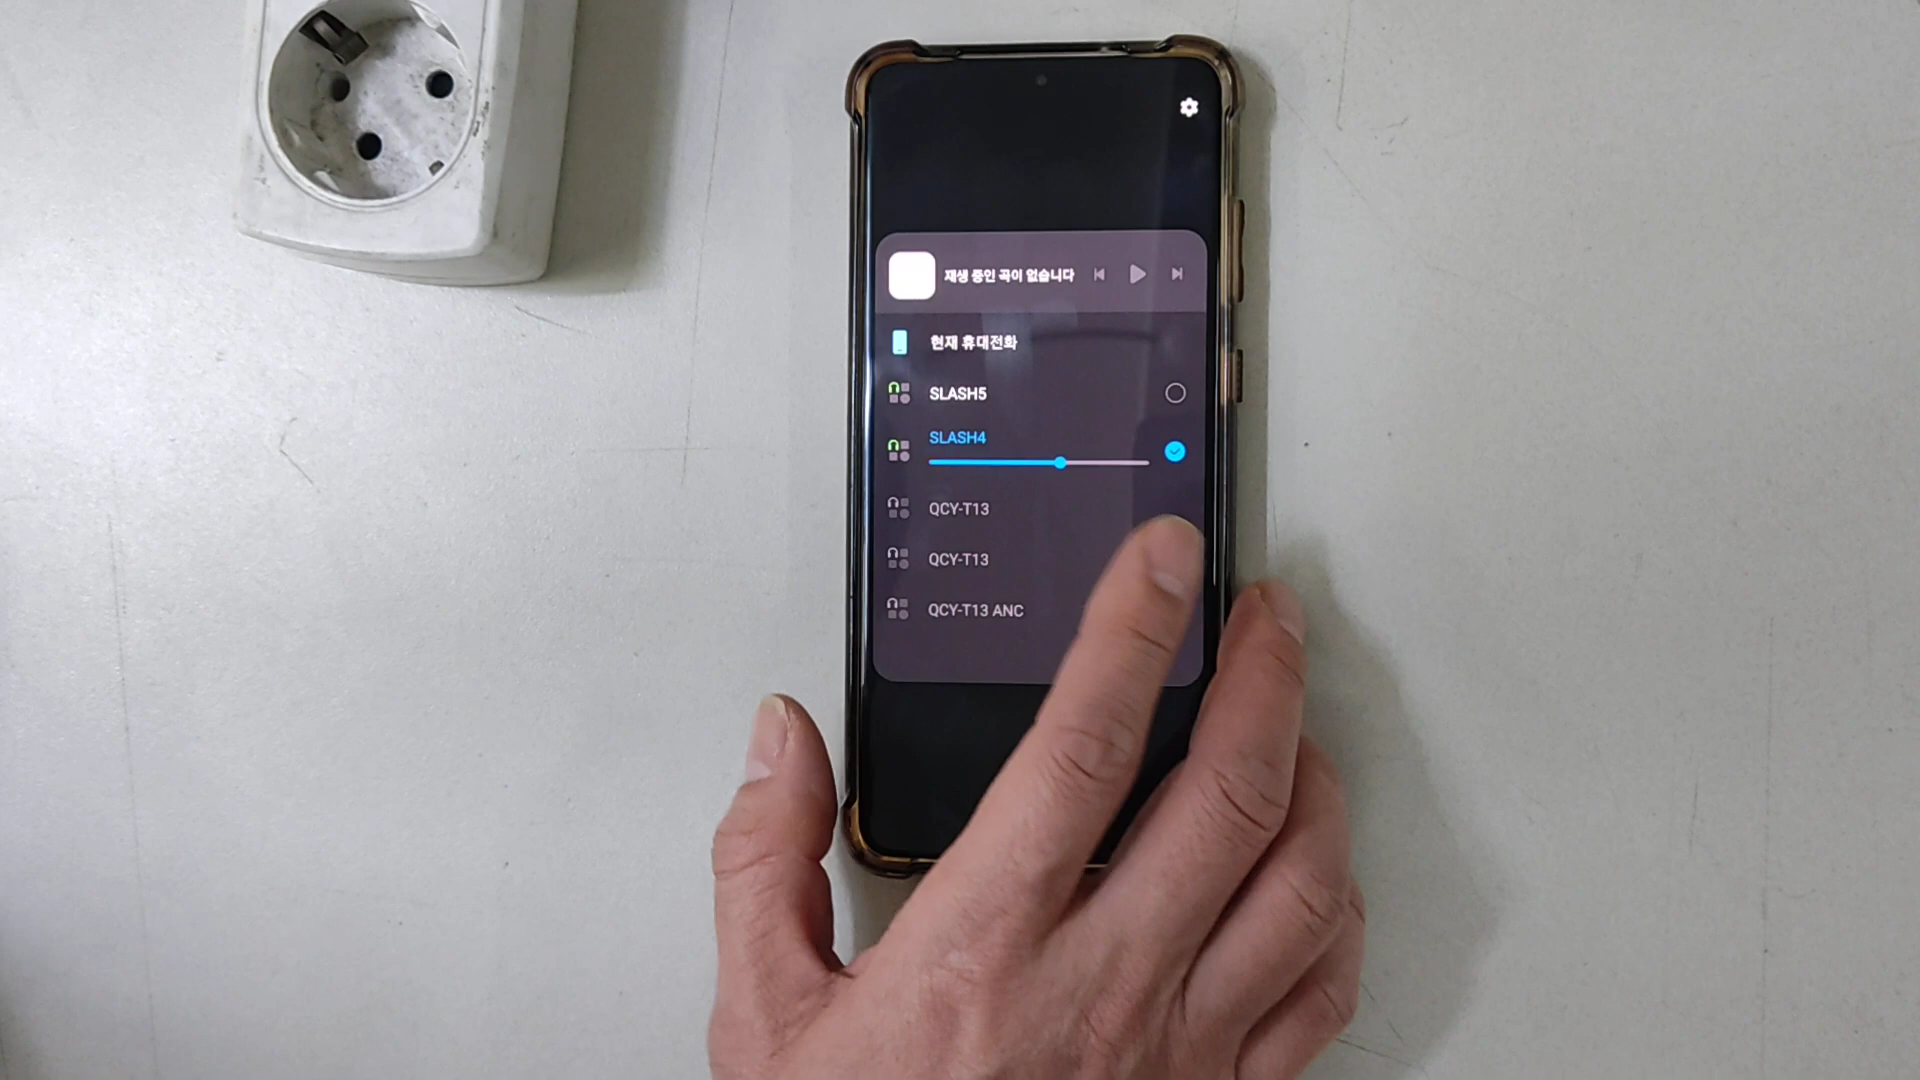 재생 중인 곡이 없습니다
현재 휴대전화
SLASH5
SLASH4
QCY-T13
QCY-T13
QCY-T13 ANC